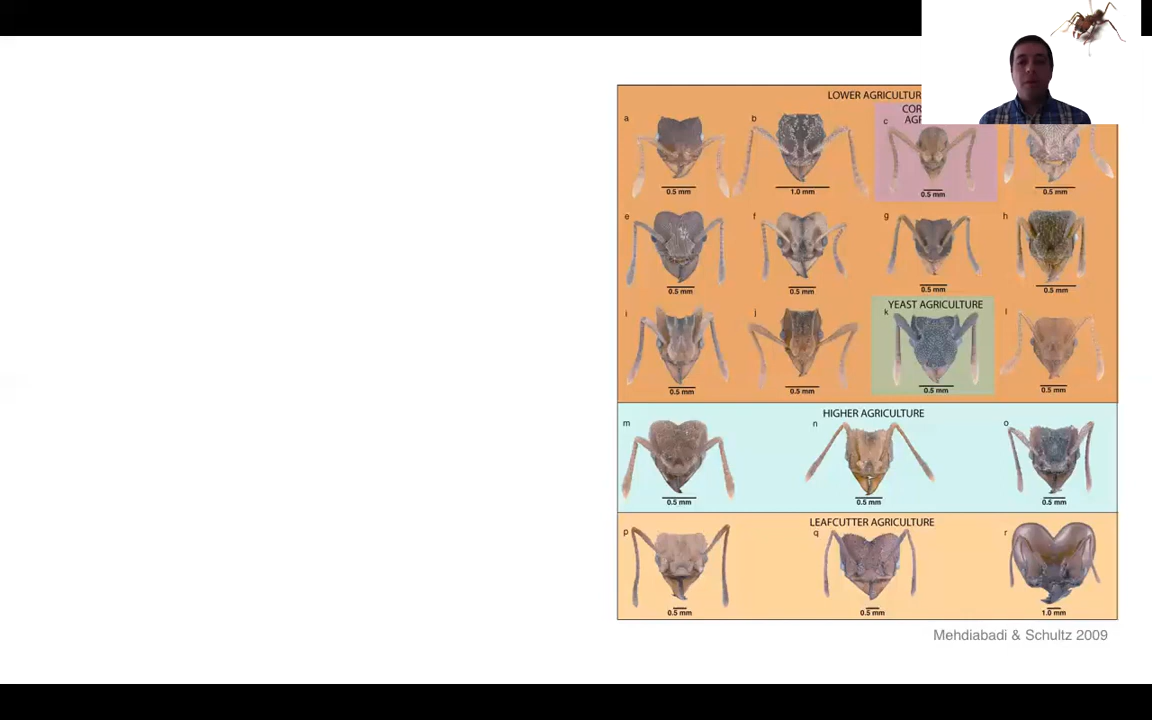 LOWER AGRICULTUR
COR
AGF
a
b
c
0.5 mm
1.0 mm
0.5 mm
0.5 mm
e
f
g
h
0.5 mm
0.5 mm
0.5 mm
0.5 mm
YEAST AGRICULTURE
i
j
k
l
0.5 mm
0.5 mm
0.5 mm
0.5 mm
HIGHER AGRICULTURE
m
n
o
0.5 mm
0.5 mm
0.5 mm
LEAFCUTTER AGRICULTURE
p
q
r
0.5 mm
0.5 mm
1.0 mm
Mehdiabadi & Schultz 2009